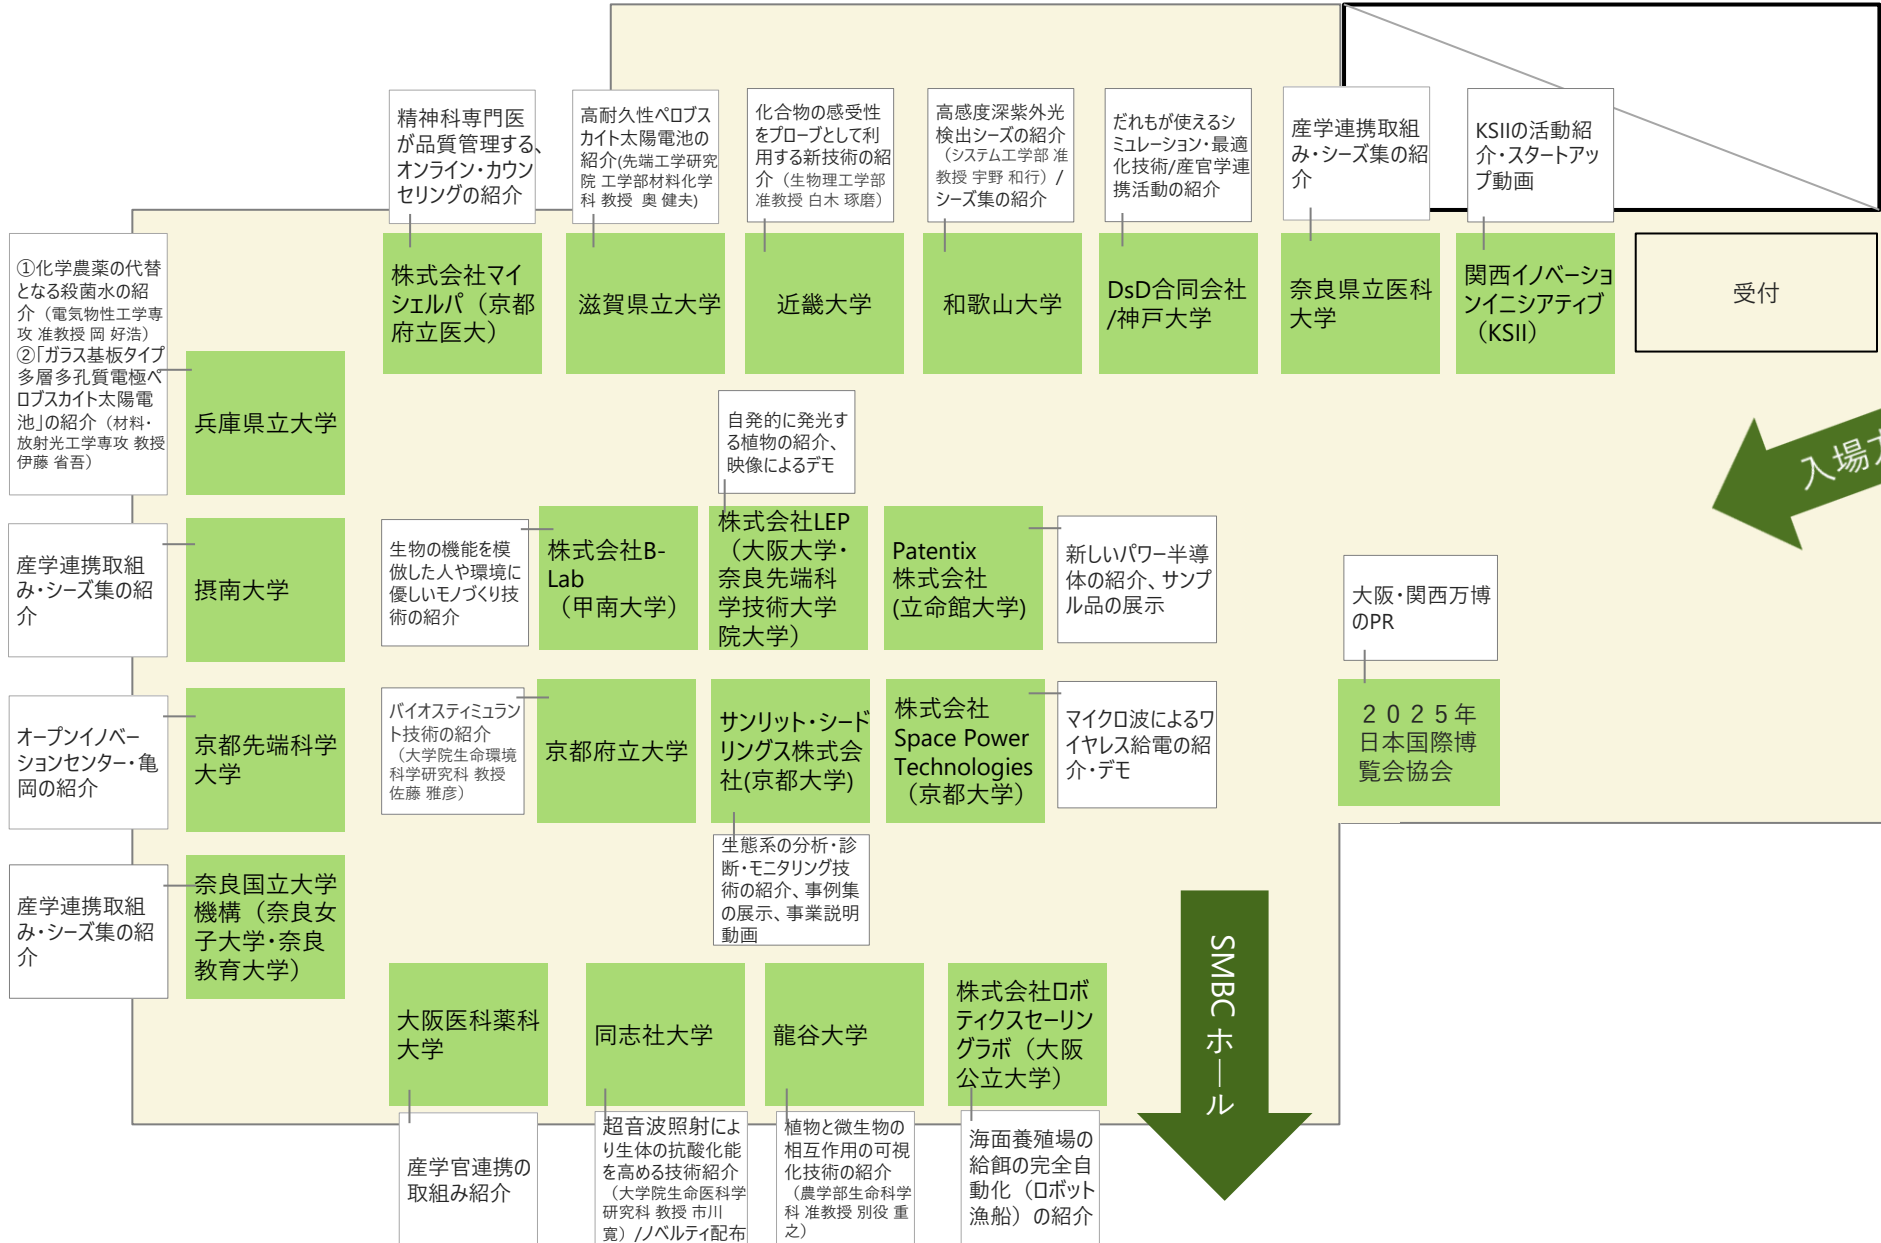 精神科専門医
が品質管理する、
オンライン・カウン
セリングの紹介
高耐久性ペロブス
カイト太陽電池の
紹介(先端工学研究
院 工学部材料化学
科 教授 奥 健夫)
化合物の感受性
をプローブとして利
用する新技術の紹
介（生物理工学部
准教授 白木 琢磨）
高感度深紫外光
検出シーズの紹介
（システム工学部 准
教授 宇野 和行）/
シーズ集の紹介
だれもが使えるシ
ミュレーション・最適
化技術/産官学連
携活動の紹介
産学連携取組
み・シーズ集の紹
介
KSIIの活動紹
介・スタートアッ
プ動画
株式会社マイ
シェルパ（京都
府立医大）
滋賀県立大学
近畿大学
和歌山大学
DsD合同会社
/神戸大学
奈良県立医科
大学
関西イノベーショ
ンイニシアティブ
（KSII）
受付
①化学農薬の代替
となる殺菌水の紹
介（電気物性工学専
攻 准教授 岡 好浩）
②「ガラス基板タイプ
多層多孔質電極ペ
ロブスカイト太陽電
池」の紹介（材料・
放射光工学専攻 教授
伊藤 省吾）
兵庫県立大学
自発的に発光す
る植物の紹介、
映像によるデモ
入場
産学連携取組
み・シーズ集の紹
介
摂南大学
生物の機能を模
倣した人や環境に
優しいモノづくり技
術の紹介
株式会社B-
Lab
（甲南大学）
株式会社LEP
（大阪大学・
奈良先端科
学技術大学
院大学）
Patentix
株式会社
(立命館大学)
新しいパワー半導
体の紹介、サンプ
ル品の展示
大阪・関西万博
のPR
オープンイノベー
ションセンター・亀
岡の紹介
京都先端科学
大学
バイオスティミュラン
ト技術の紹介
（大学院生命環境
科学研究科 教授
佐藤 雅彦）
京都府立大学
サンリット・シード
リングス株式会
社(京都大学)
株式会社
Space Power
Technologies
（京都大学）
マイクロ波によるワ
イヤレス給電の紹
介・デモ
２０２５年
日本国際博
覧会協会
生態系の分析・診
断・モニタリング技
術の紹介、事例集
の展示、事業説明
動画
産学連携取組
み・シーズ集の紹
介
奈良国立大学
機構（奈良女
子大学・奈良
教育大学）
大阪医科薬科
大学
同志社大学
龍谷大学
株式会社ロボ
ティクスセーリン
グラボ（大阪
公立大学）
SMBCホール
産学官連携の
取組み紹介
超音波照射によ
り生体の抗酸化能
を高める技術紹介
（大学院生命医科学
研究科 教授 市川
寛）/ノベルティ配布
植物と微生物の
相互作用の可視
化技術の紹介
（農学部生命科学
科 准教授 別役 重
之）
海面養殖場の
給餌の完全自
動化（ロボット
漁船）の紹介